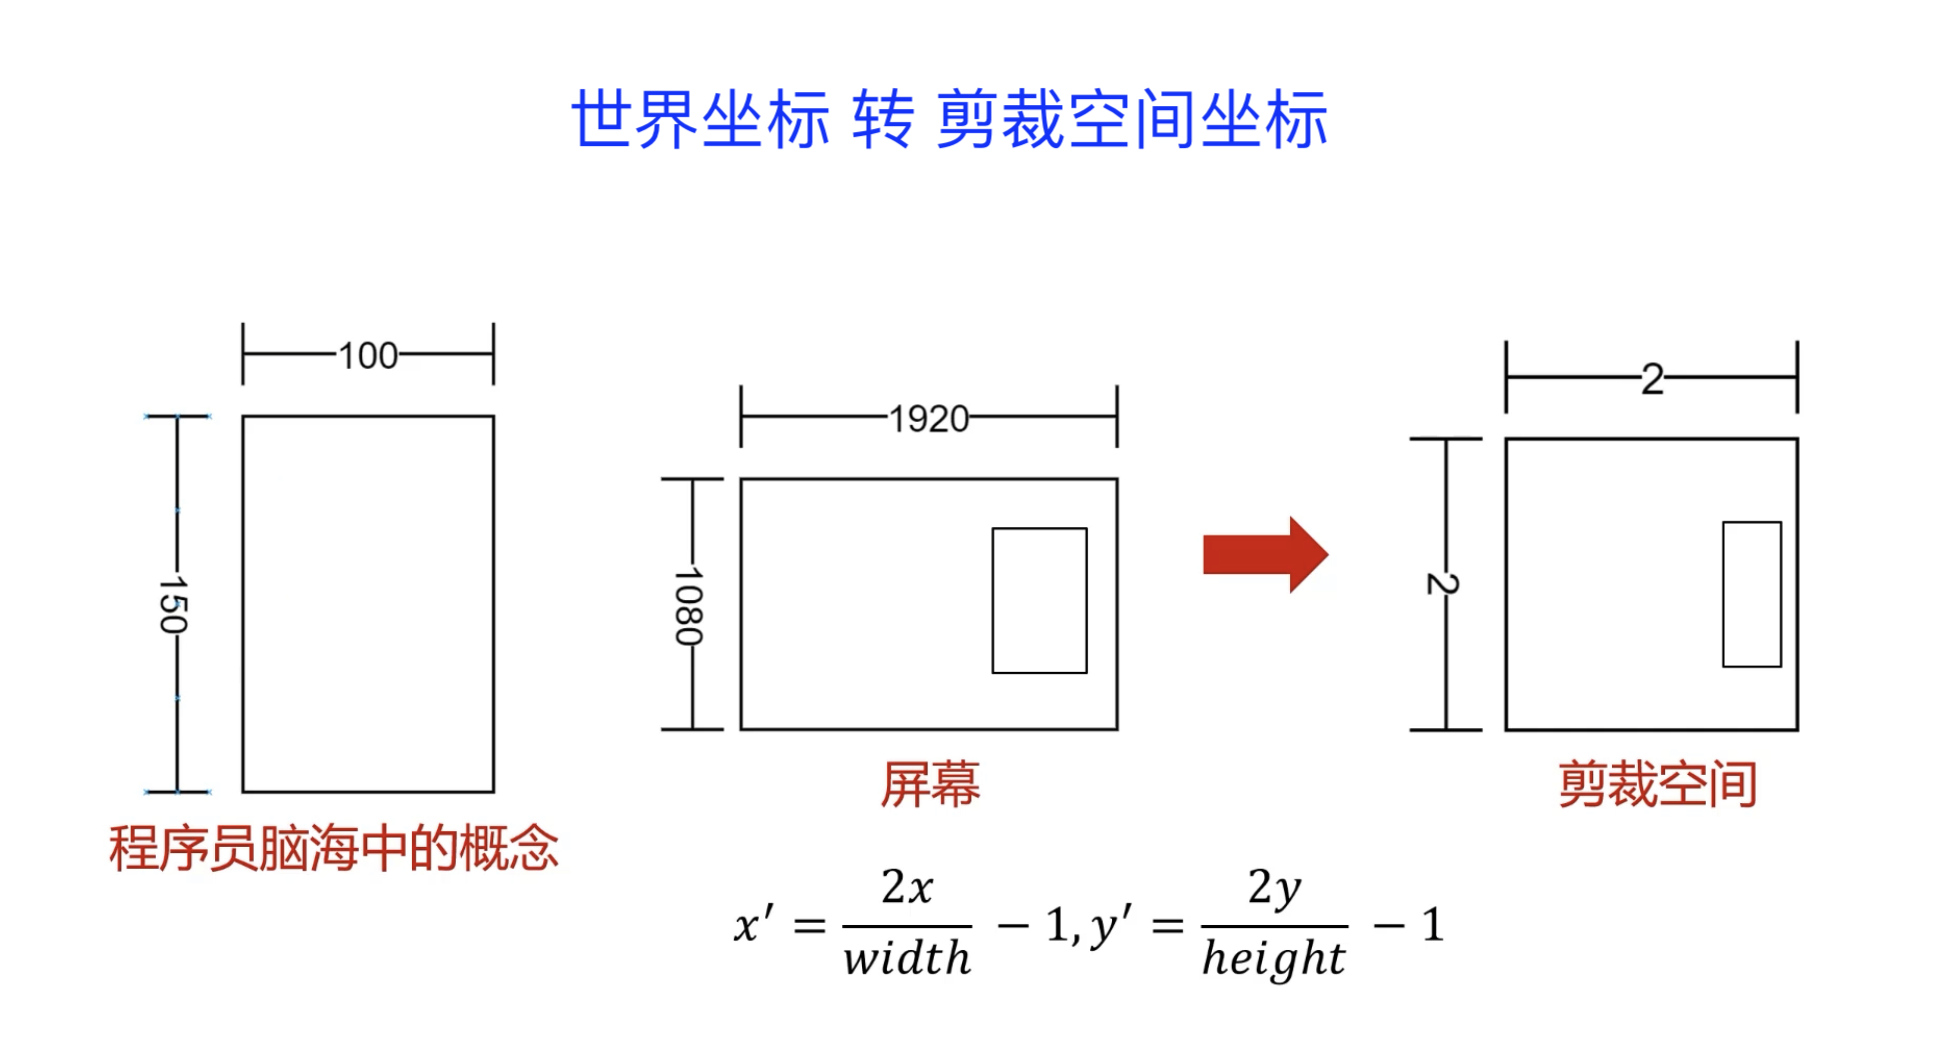 世界坐标 转 剪裁空间坐标
100
150
程序员脑海中的概念
1920
1080
屏幕
2
2
剪裁空间
x′ = 2x/width − 1, y′ = 2y/height − 1